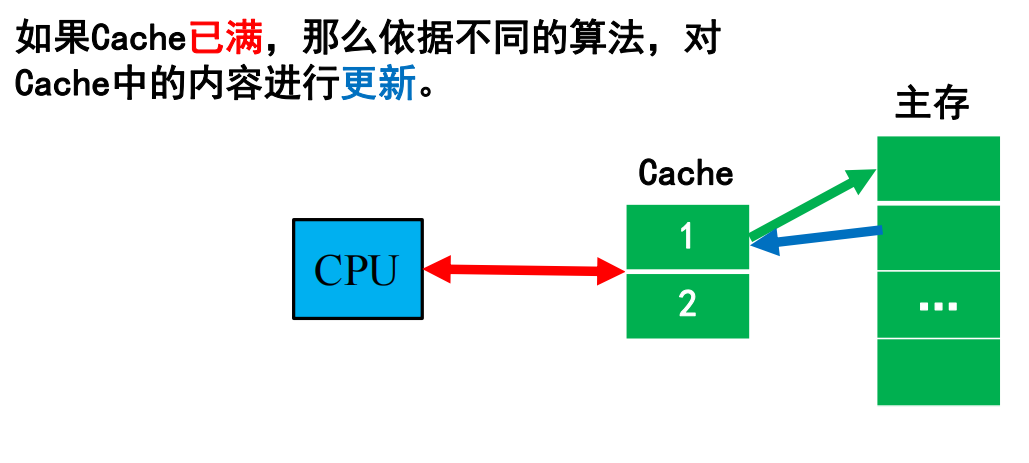 如果Cache已满，那么依据不同的算法，对
Cache中的内容进行更新。
主存
Cache
1
CPU
2
...